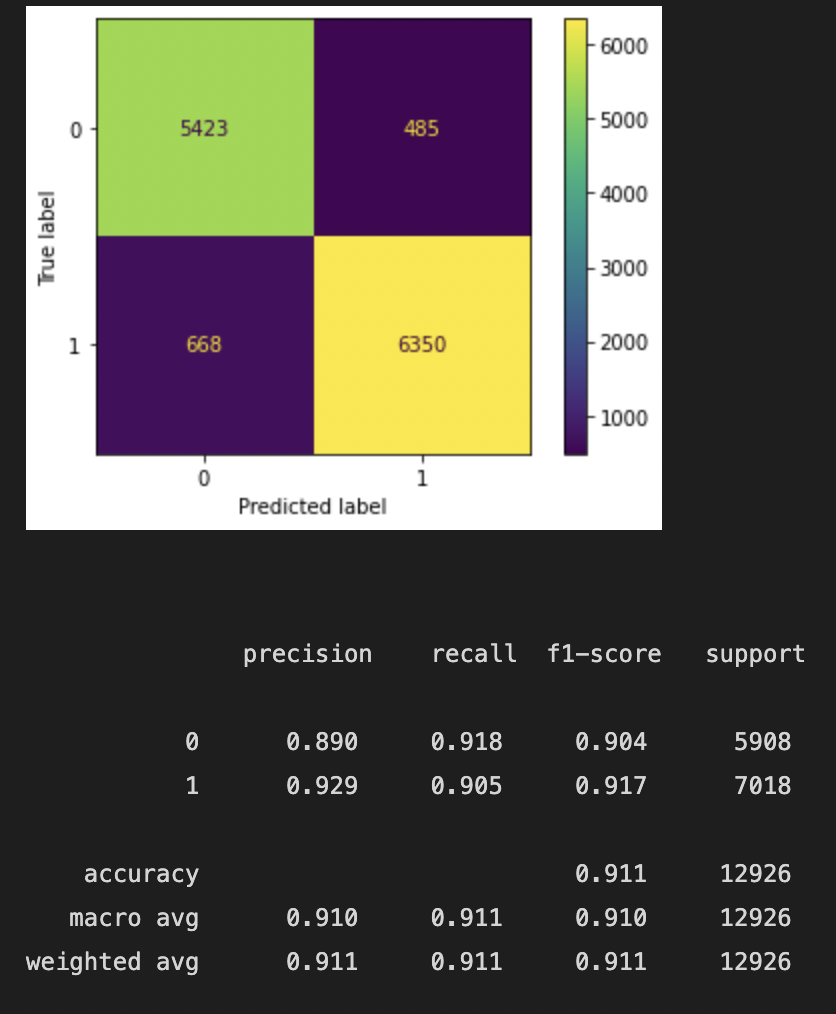 6000
0 5423 485
5000
4000
True label
3000
1 668 6350
2000
1000
0 1
Predicted label
precision recall f1-score support
0 0.890 0.918 0.904 5908
1 0.929 0.905 0.917 7018
accuracy 0.911 12926
macro avg 0.910 0.911 0.910 12926
weighted avg 0.911 0.911 0.911 12926